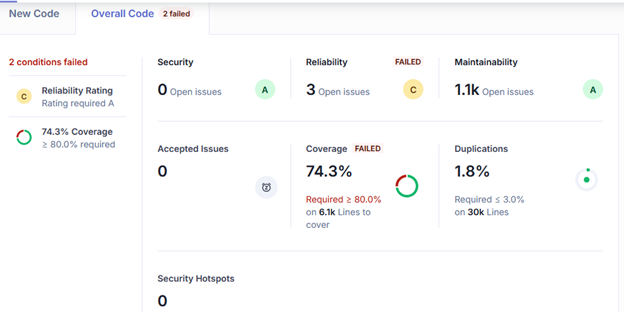 New Code
Overall Code 2 failed
2 conditions failed
C
Reliability Rating
Rating required A
74.3% Coverage
≥ 80.0% required
Security
0 Open issues
A
Reliability FAILED
3 Open issues
C
Maintainability
1.1k Open issues
A
Accepted Issues
0
Coverage FAILED
74.3%
Required ≥ 80.0%
on 6.1k Lines to
cover
Duplications
1.8%
Required ≤ 3.0%
on 30k Lines
Security Hotspots
0